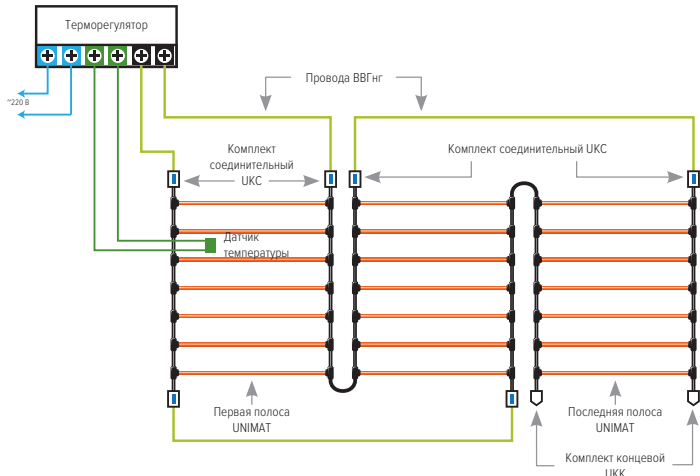 Терморегулятор
~220 В
Провода ВВГнг
Комплект
соединительный
UKC
Комплект соединительный UKC
Датчик
температуры
Первая полоса
UNIMAT
Последняя полоса
UNIMAT
Комплект концевой
UKK